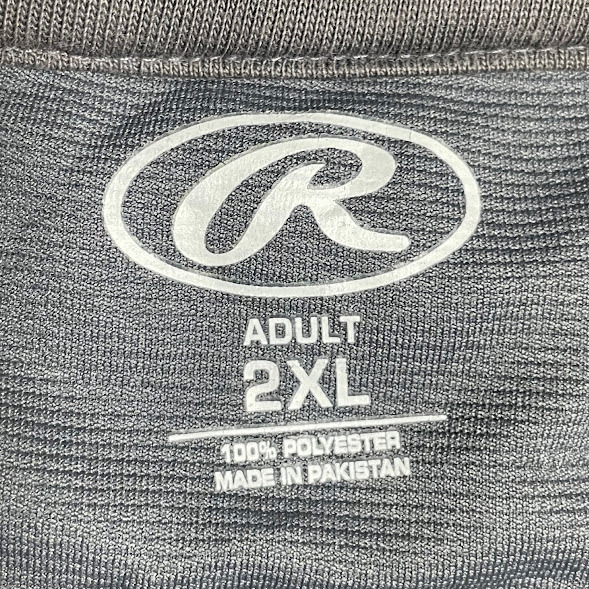 R
ADULT
2XL
100% POLYESTER
MADE IN PAKISTAN